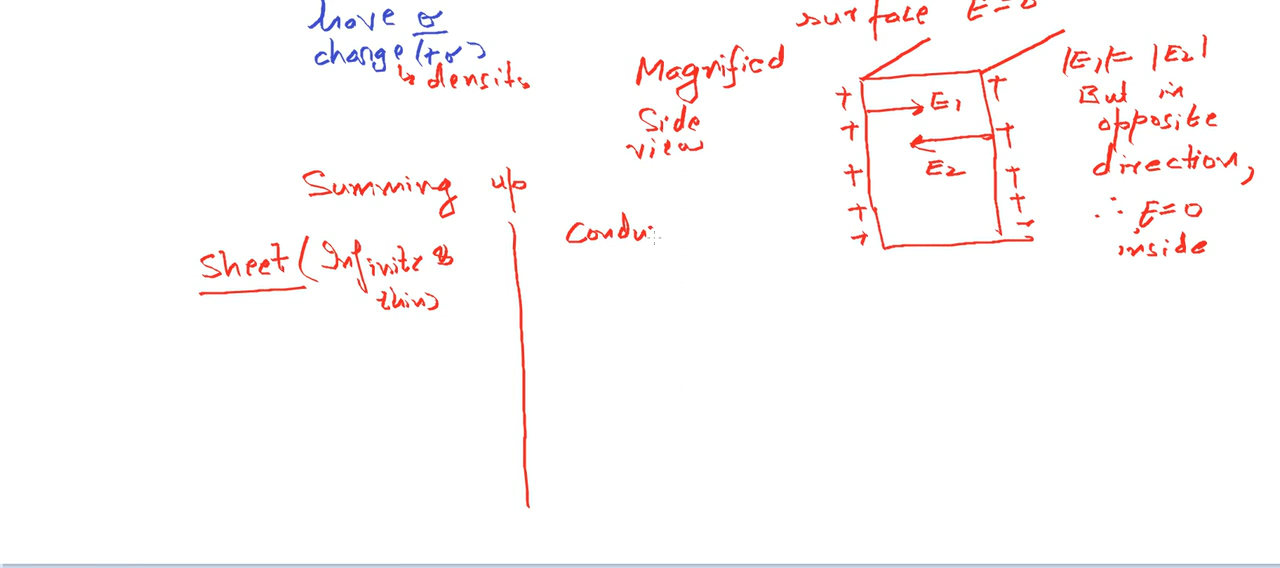 have σ
charge (+σ)
↳ density
surface E=0
Magnified
Side
view
E1
E2
|E1|= |E2|
But in
opposite
direction,
∴ E=0
inside
Summing up
Sheet (Infinite &
thin)
Condu